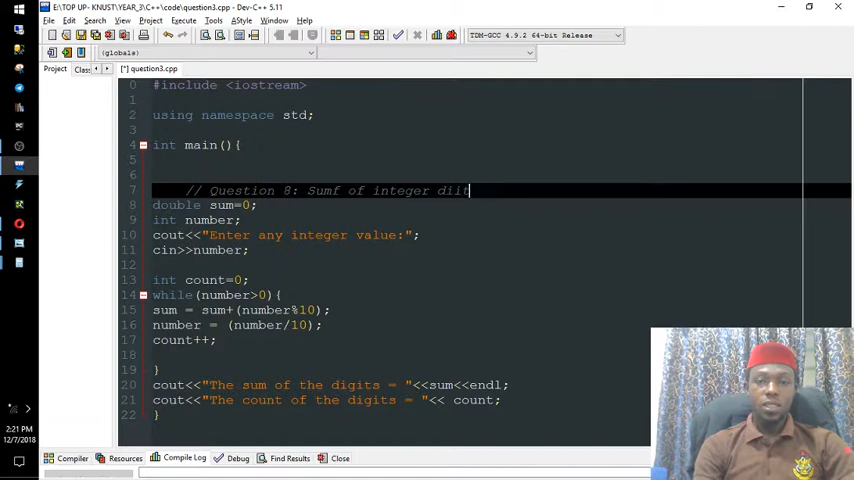 E:\TOP UP- KNUST\YEAR_3\C++\code\question3.cpp - Dev-C++ 5.11
File Edit Search View Project Execute Tools AStyle Window Help
TDM-GCC 4.9.2 64-bit Release
(globals)
Project Clas [*] question3.cpp
0 #include <iostream>
1
2 using namespace std;
3
4 int main(){
5
6
7 // Question 8: Sumf of integer diit
8 double sum=0;
9 int number;
10 cout<<"Enter any integer value:";
11 cin>>number;
12
13 int count=0;
14 while(number>0){
15 sum = sum+(number%10);
16 number = (number/10);
17 count++;
18
19 }
20 cout<<"The sum of the digits = "<<sum<<endl;
21 cout<<"The count of the digits = "<< count;
22 }
2:21 PM
12/7/2018
Compiler Resources Compile Log Debug Find Results Close